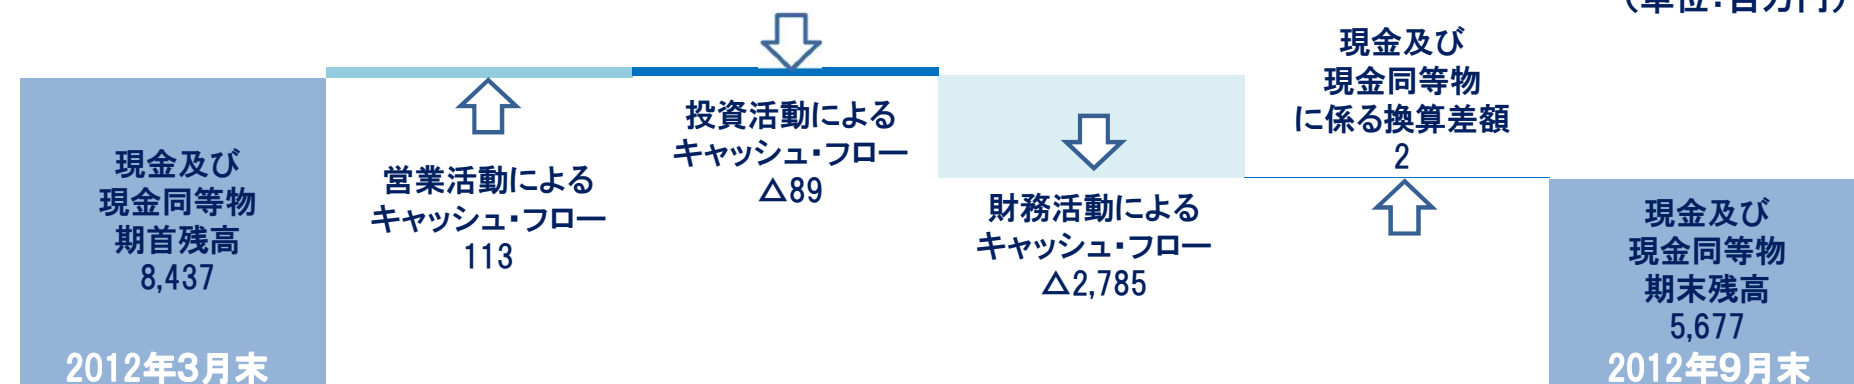 (単位:百万円)
現金及び
現金同等物
期首残高
8,437
2012年3月末
営業活動による
キャッシュ・フロー
113
投資活動による
キャッシュ・フロー
△89
財務活動による
キャッシュ・フロー
△2,785
現金及び
現金同等物
に係る換算差額
2
現金及び
現金同等物
期末残高
5,677
2012年9月末